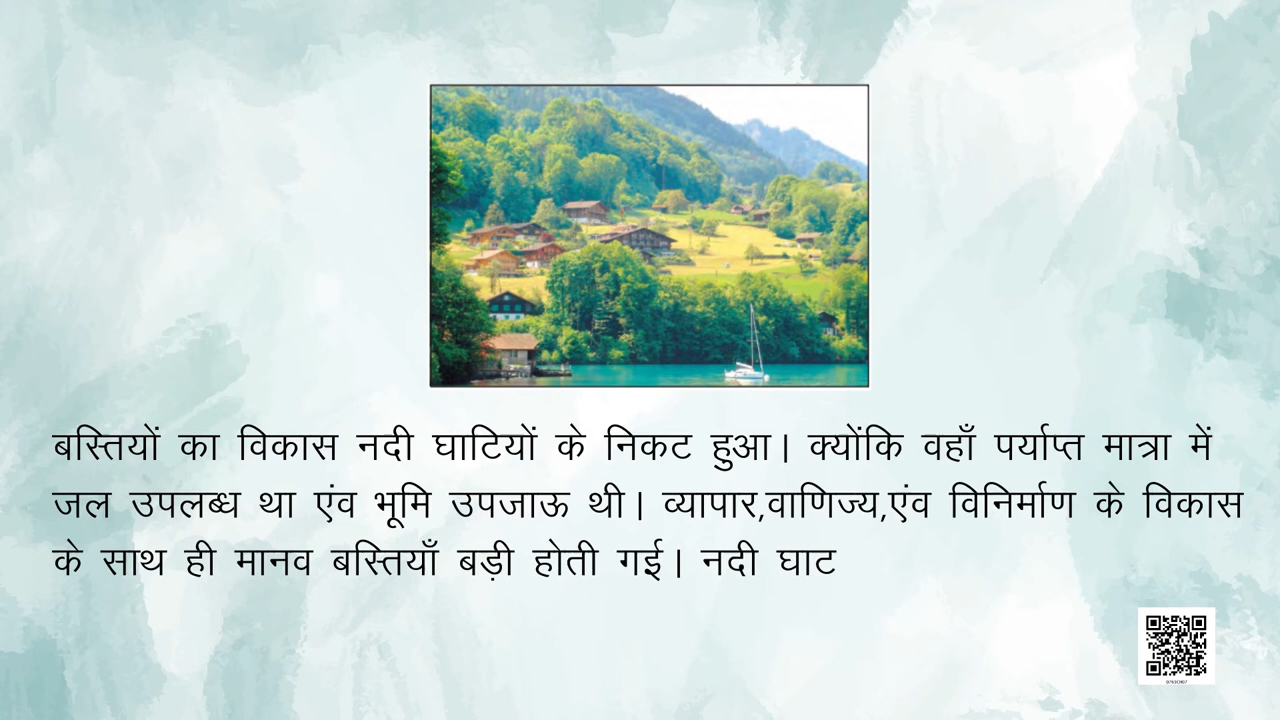 बस्तियों का विकास नदी घाटियों के निकट हुआ| क्योंकि वहाँ पर्याप्त मात्रा में
जल उपलब्ध था एंव भूमि उपजाऊ थी| व्यापार,वाणिज्य,एंव विनिर्माण के विकास
के साथ ही मानव बस्तियाँ बड़ी होती गई| नदी घाट